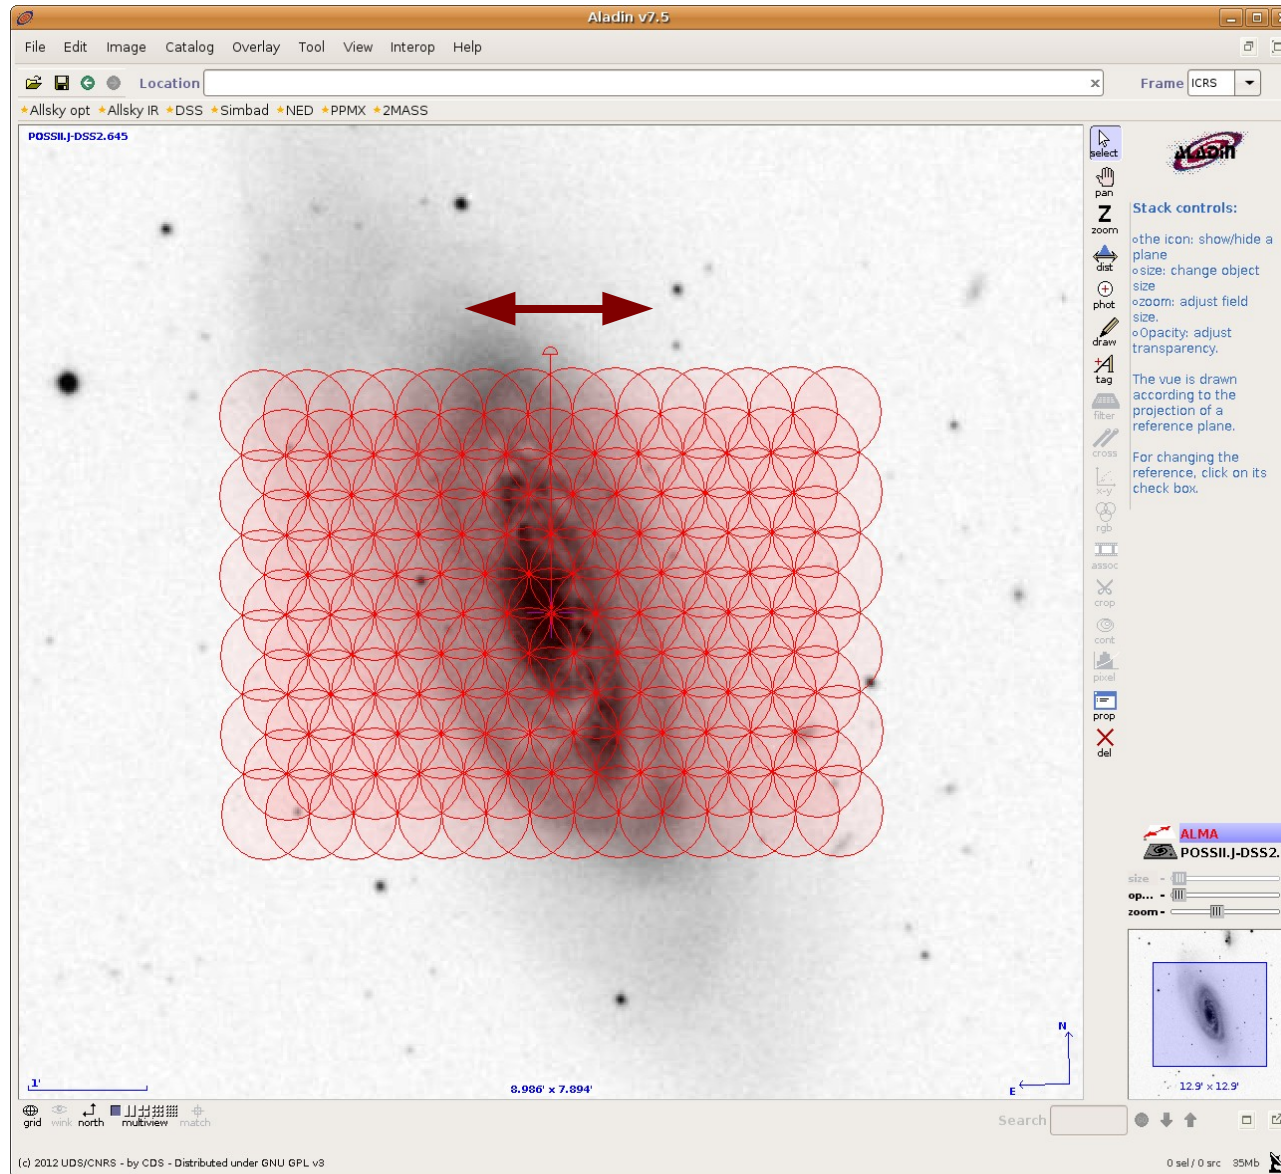 Aladin v7.5
File Edit Image Catalog Overlay Tool View Interop Help
Location Frame ICRS
Allsky opt Allsky IR DSS Simbad NED PPMX 2MASS
POSSII.J-DSS2.645
select
pan
Z
zoom
dist
phot
draw
tag
filter
cross
x-y
rgb
assoc
crop
cont
pixel
prop
del
ALADIN
Stack controls:
the icon: show/hide a
plane
size: change object
size
zoom: adjust field
size.
Opacity: adjust
transparency.
The vue is drawn
according to the
projection of a
reference plane.
For changing the
reference, click on its
check box.
ALMA
POSSII.J-DSS2.
size -
op... -
zoom -
12.9' x 12.9'
N
E
1'
8.986' x 7.894'
grid wink north multiview match
Search
(c) 2012 UDS/CNRS - by CDS - Distributed under GNU GPL v3
0 sel / 0 src 35Mb